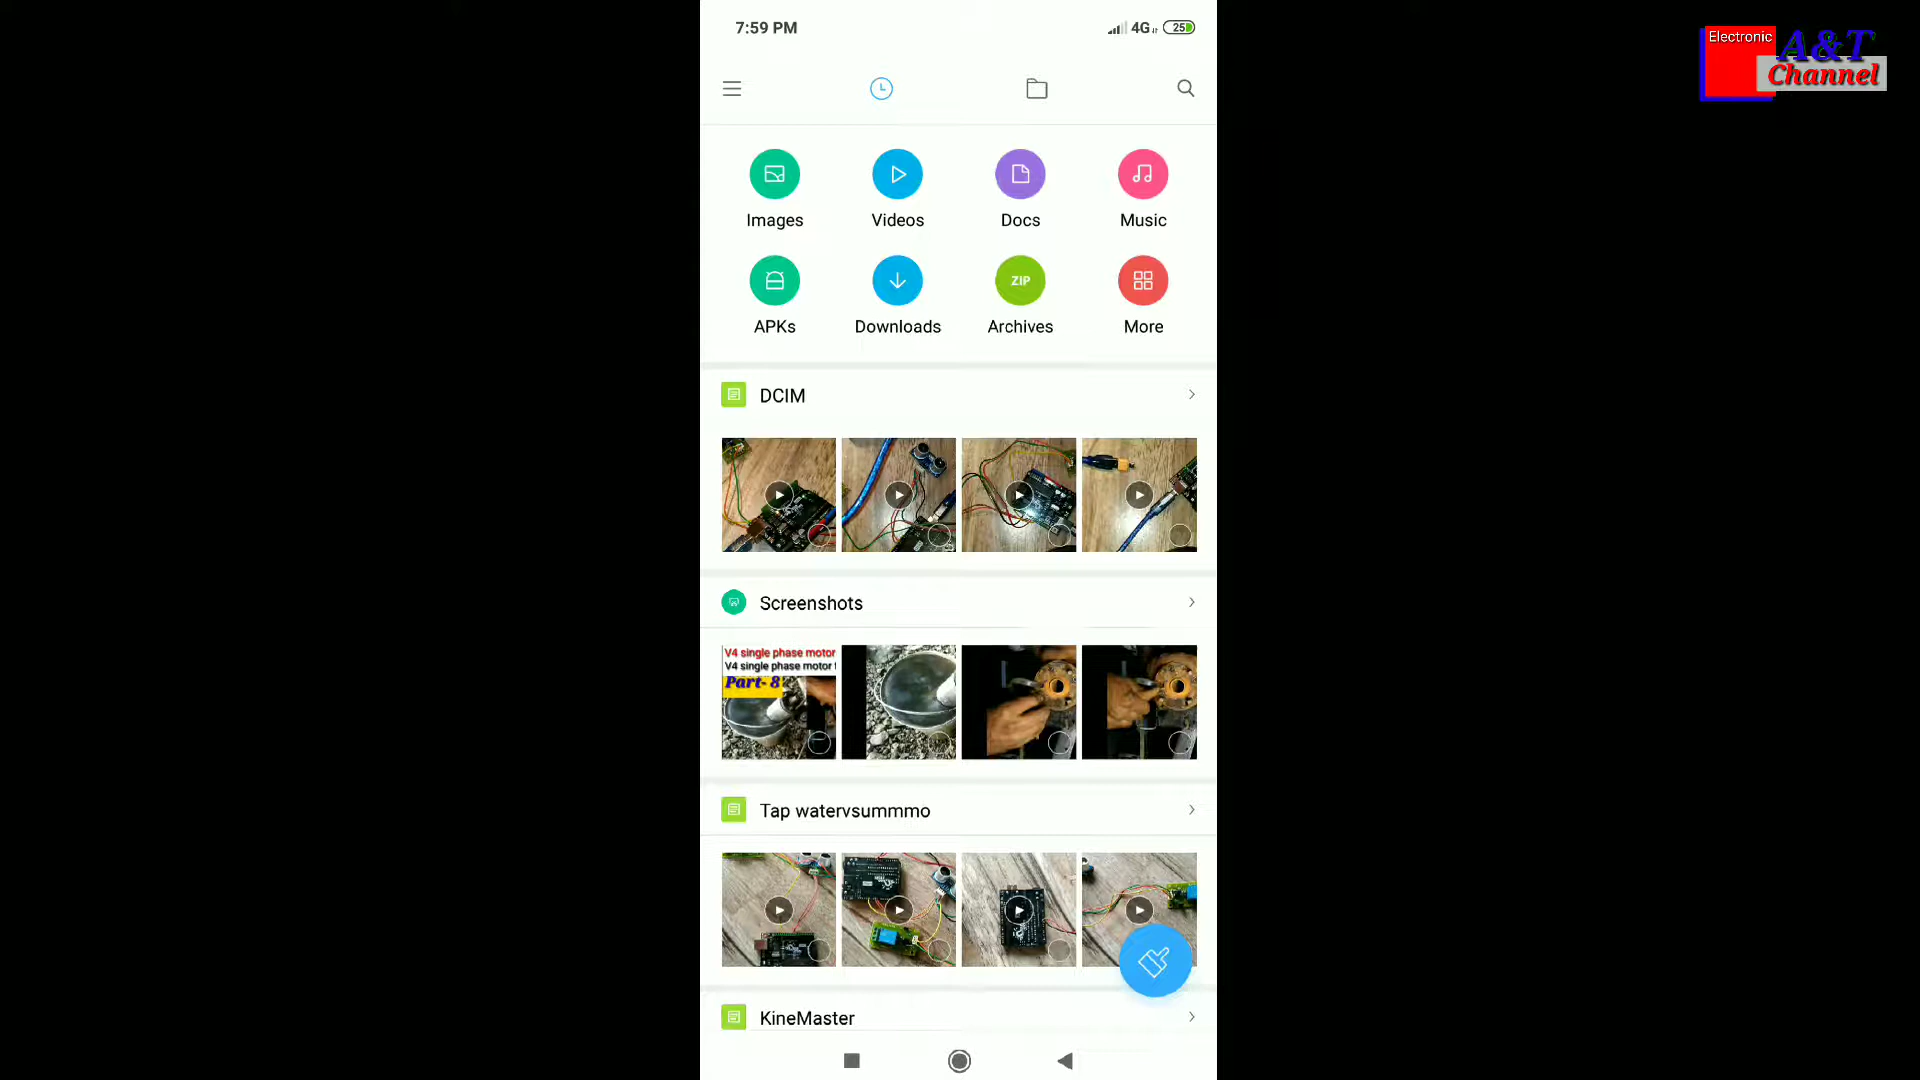 7:59 PM
4G
25
Electronic
A&T
Channel
Images
Videos
Docs
Music
ZIP
APKs
Downloads
Archives
More
DCIM
Screenshots
V4 single phase motor
V4 single phase motor
Part- 8
Tap watervsummmo
KineMaster